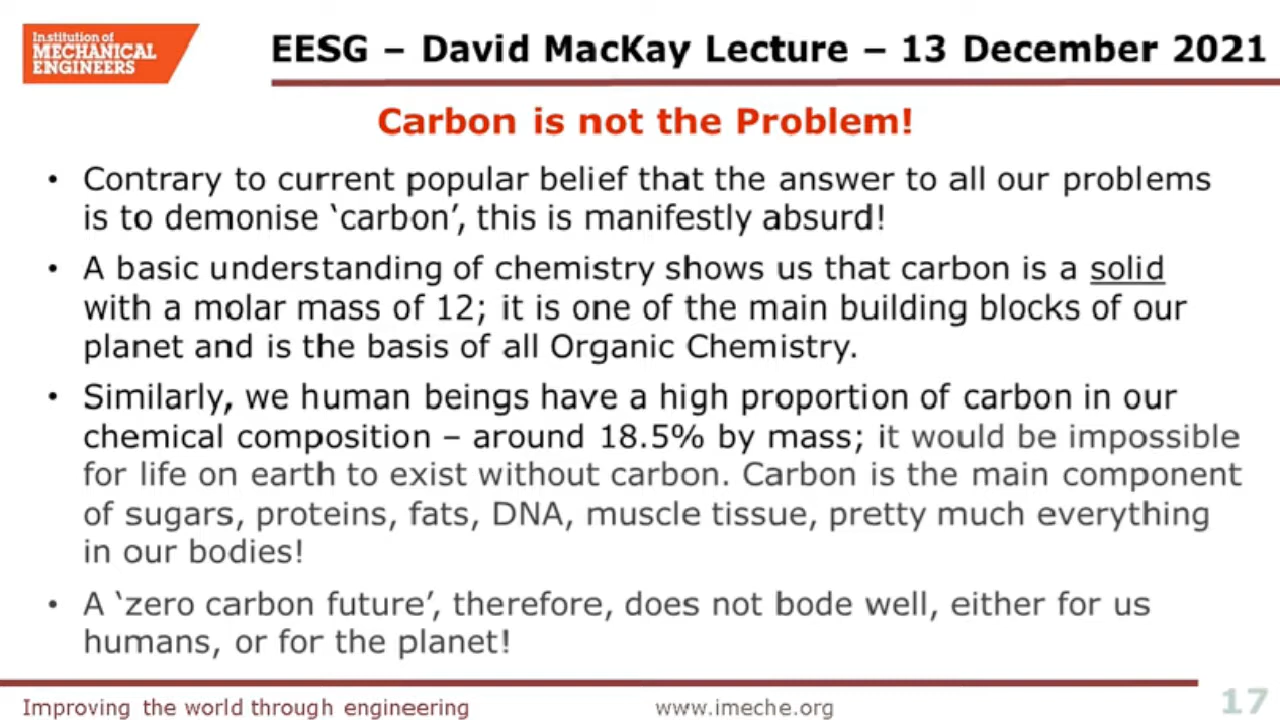 Institution of
MECHANICAL
ENGINEERS
EESG – David MacKay Lecture – 13 December 2021
Carbon is not the Problem!
• Contrary to current popular belief that the answer to all our problems
is to demonise ‘carbon’, this is manifestly absurd!
• A basic understanding of chemistry shows us that carbon is a solid
with a molar mass of 12; it is one of the main building blocks of our
planet and is the basis of all Organic Chemistry.
• Similarly, we human beings have a high proportion of carbon in our
chemical composition – around 18.5% by mass; it would be impossible
for life on earth to exist without carbon. Carbon is the main component
of sugars, proteins, fats, DNA, muscle tissue, pretty much everything
in our bodies!
• A ‘zero carbon future’, therefore, does not bode well, either for us
humans, or for the planet!
Improving the world through engineering
www.imeche.org
17